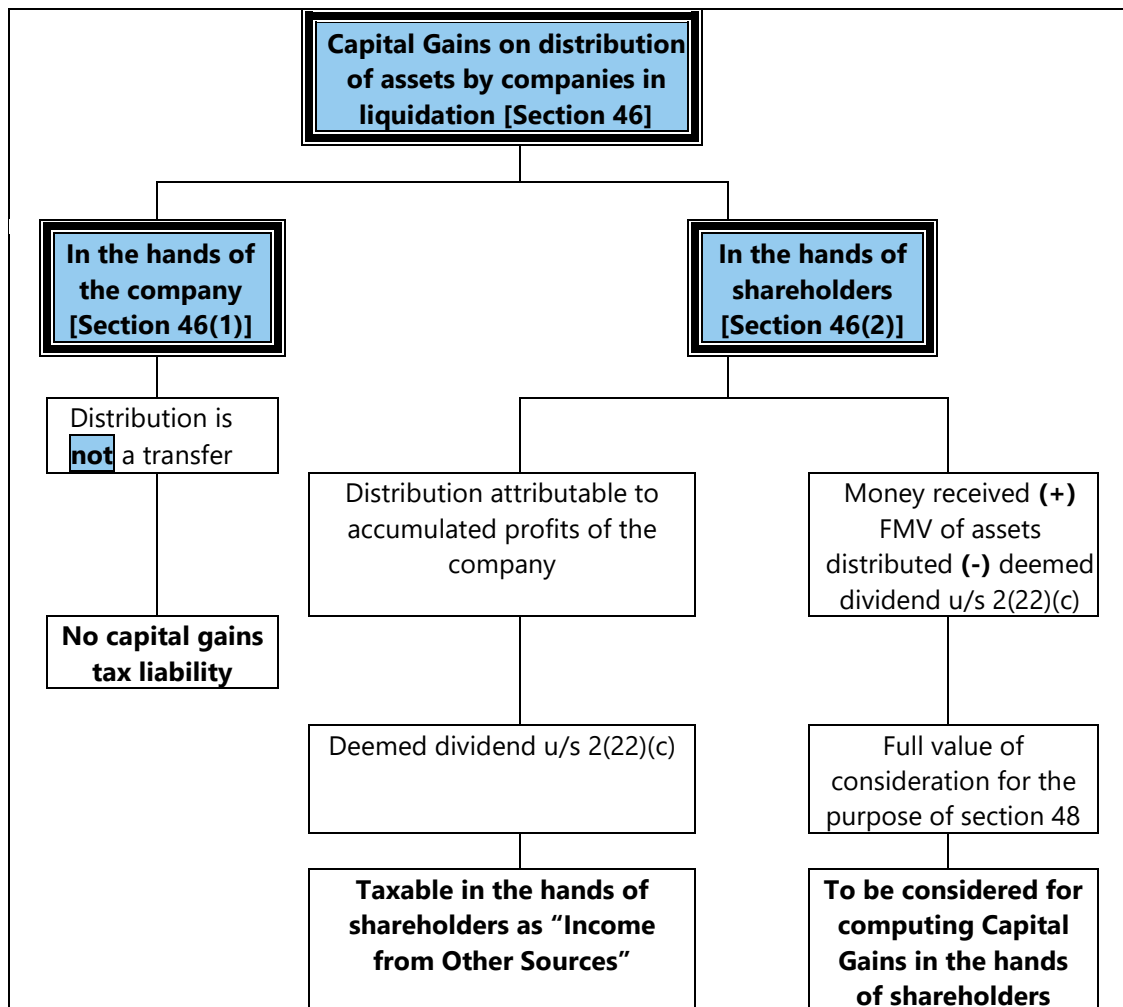 Capital Gains on distribution
of assets by companies in
liquidation [Section 46]
In the hands of
the company
[Section 46(1)]
In the hands of
shareholders
[Section 46(2)]
Distribution is
not a transfer
No capital gains
tax liability
Distribution attributable to
accumulated profits of the
company
Deemed dividend u/s 2(22)(c)
Taxable in the hands of
shareholders as “Income
from Other Sources”
Money received (+)
FMV of assets
distributed (-) deemed
dividend u/s 2(22)(c)
Full value of
consideration for the
purpose of section 48
To be considered for
computing Capital
Gains in the hands
of shareholders